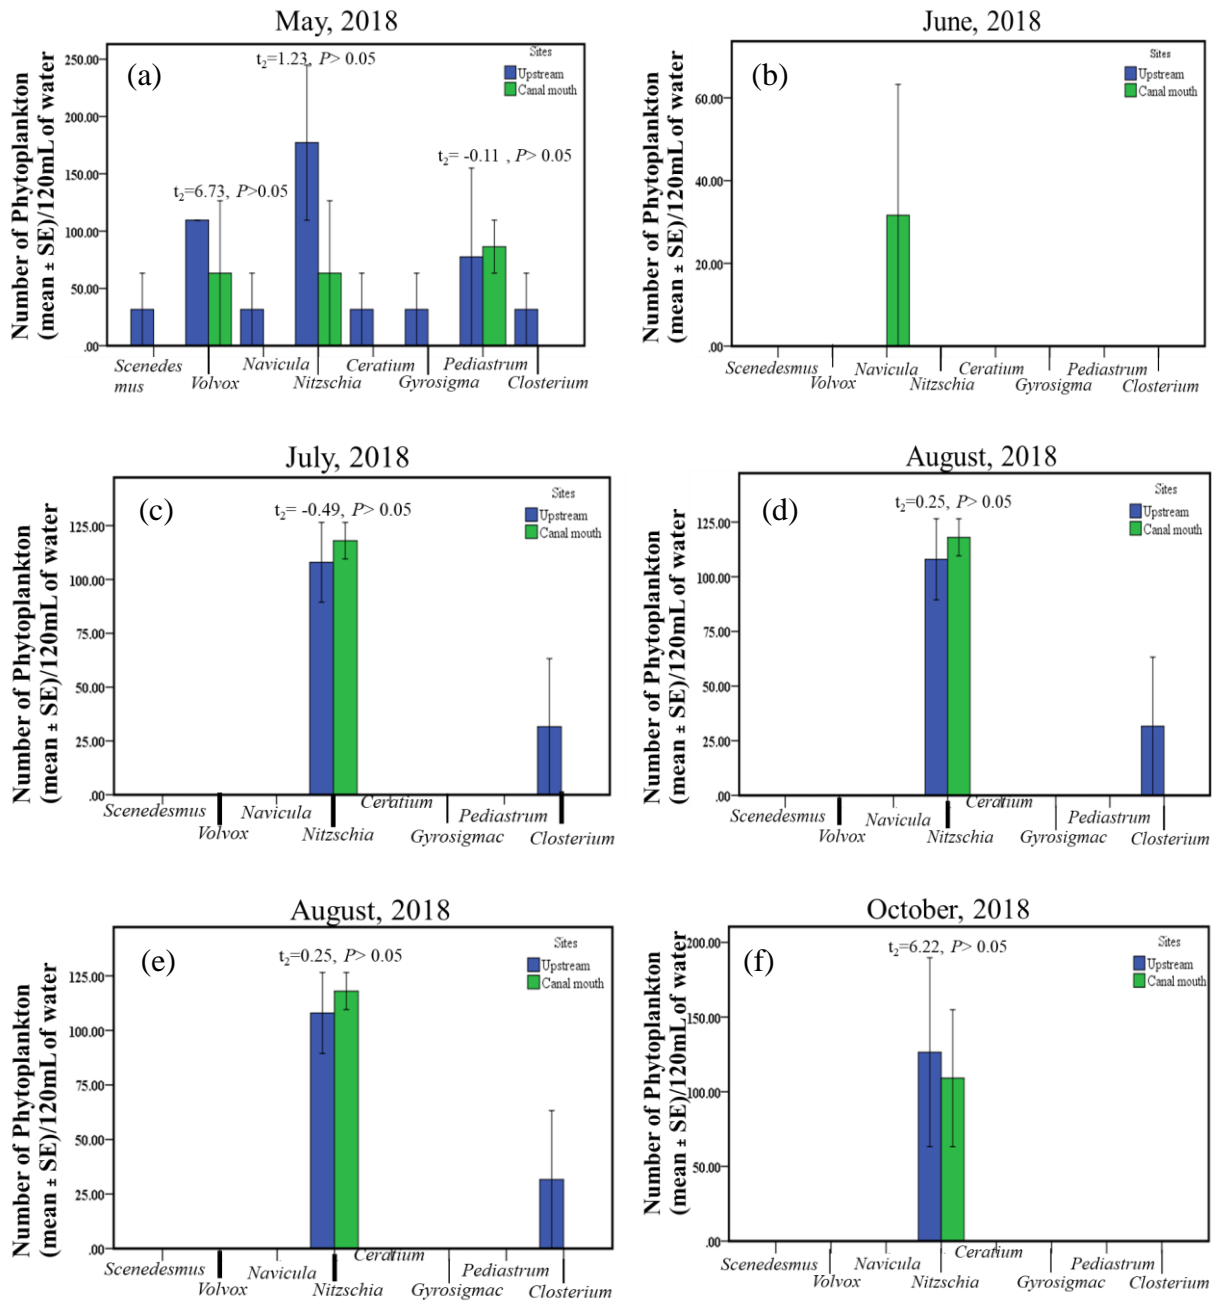 May, 2018
Number of Phytoplankton
(mean ± SE)/120mL of water
250.00
200.00
150.00
100.00
50.00
.00
(a)
t2=1.23, P> 0.05
t2=6.73, P>0.05
t2= -0.11 , P> 0.05
Sites
Upstream
Canal mouth
Scenedes
mus
Volvox
Navicula
Nitzschia
Ceratium
Gyrosigma
Pediastrum
Closterium
June, 2018
Number of Phytoplankton
(mean ± SE)/120mL of water
60.00
40.00
20.00
.00
(b)
Sites
Upstream
Canal mouth
Scenedesmus
Volvox
Navicula
Nitzschia
Ceratium
Gyrosigma
Pediastrum
Closterium
July, 2018
Number of Phytoplankton
(mean ± SE)/120mL of water
125.00
100.00
75.00
50.00
25.00
.00
(c)
t2= -0.49, P> 0.05
Sites
Upstream
Canal mouth
Scenedesmus
Volvox
Navicula
Nitzschia
Ceratium
Gyrosigmac
Pediastrum
Closterium
August, 2018
Number of Phytoplankton
(mean ± SE)/120mL of water
125.00
100.00
75.00
50.00
25.00
.00
(d)
t2=0.25, P> 0.05
Sites
Upstream
Canal mouth
Scenedesmus
Volvox
Navicula
Nitzschia
Ceratium
Gyrosigmac
Pediastrum
Closterium
August, 2018
Number of Phytoplankton
(mean ± SE)/120mL of water
125.00
100.00
75.00
50.00
25.00
.00
(e)
t2=0.25, P> 0.05
Sites
Upstream
Canal mouth
Scenedesmus
Volvox
Navicula
Nitzschia
Ceratium
Gyrosigmac
Pediastrum
Closterium
October, 2018
Number of Phytoplankton
(mean ± SE)/120mL of water
200.00
150.00
100.00
50.00
.00
(f)
t2=6.22, P> 0.05
Sites
Upstream
Canal mouth
Scenedesmus
Volvox
Navicula
Nitzschia
Ceratium
Gyrosigmac
Pediastrum
Closterium